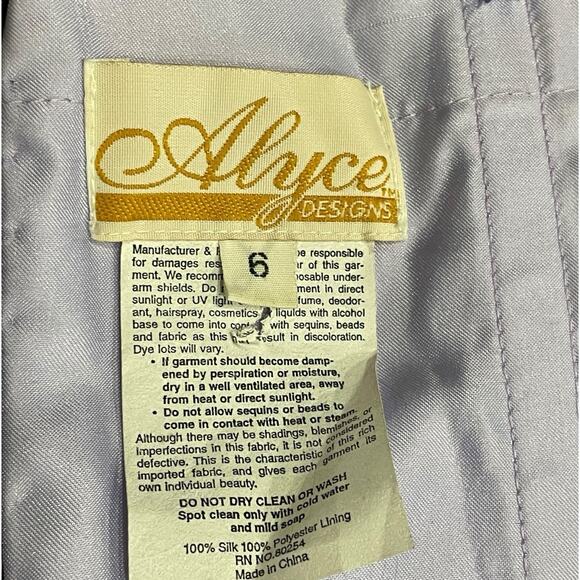 Alyce
DESIGNS™
6
Manufacturer & be responsible
for damages res ar of this gar-
ment. We recom posable under-
arm shields. Do ment in direct
sunlight or UV light fume, deodor-
ant, hairspray, cosmetics liquids with alcohol
base to come into with sequins, beads
and fabric as this result in discoloration.
Dye lots will vary.
• If garment should become damp-
ened by perspiration or moisture,
dry in a well ventilated area, away
from heat or direct sunlight.
• Do not allow sequins or beads to
come in contact with heat or steam.
Although there may be shadings, blemishes, or
imperfections in this fabric, it is not considered
defective. This is the characteristic of this rich
imported fabric, and gives each garment its
own individual beauty.
DO NOT DRY CLEAN OR WASH
Spot clean only with cold water
and mild soap
100% Silk 100% Polyester Lining
RN NO.80254
Made in China